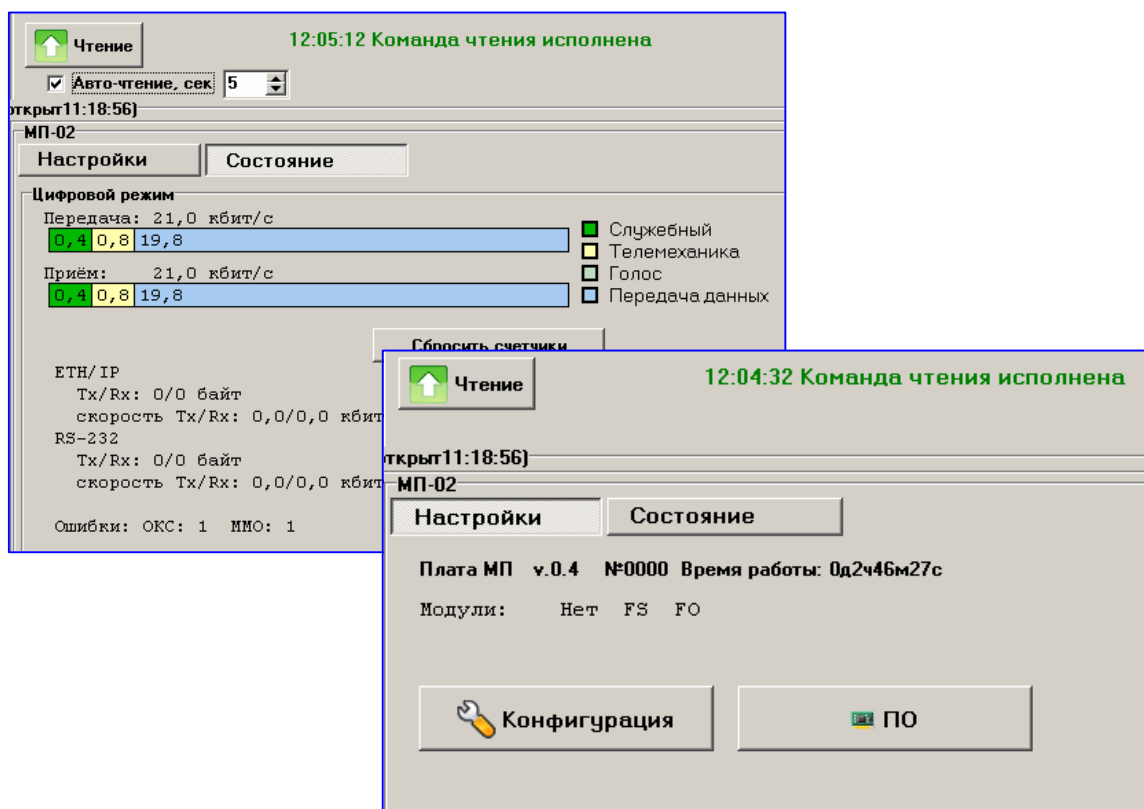 Чтение
12:05:12 Команда чтения исполнена
Авто-чтение, сек 5
открыт11:18:56)
МП-02
Настройки Состояние
Цифровой режим
Передача: 21,0 кбит/с
0,4 0,8 19,8
Приём: 21,0 кбит/с
0,4 0,8 19,8
Служебный
Телемеханика
Голос
Передача данных
Сбросить счетчики
ETH/IP
Tx/Rx: 0/0 байт
скорость Tx/Rx: 0,0/0,0 кбит
RS-232
Tx/Rx: 0/0 байт
скорость Tx/Rx: 0,0/0,0 кбит
Ошибки: ОКС: 1 ММО: 1
Чтение
12:04:32 Команда чтения исполнена
ткрыт11:18:56)
МП-02
Настройки Состояние
Плата МП v.0.4 №0000 Время работы: 0д2ч46м27с
Модули: Нет FS FO
Конфигурация ПО